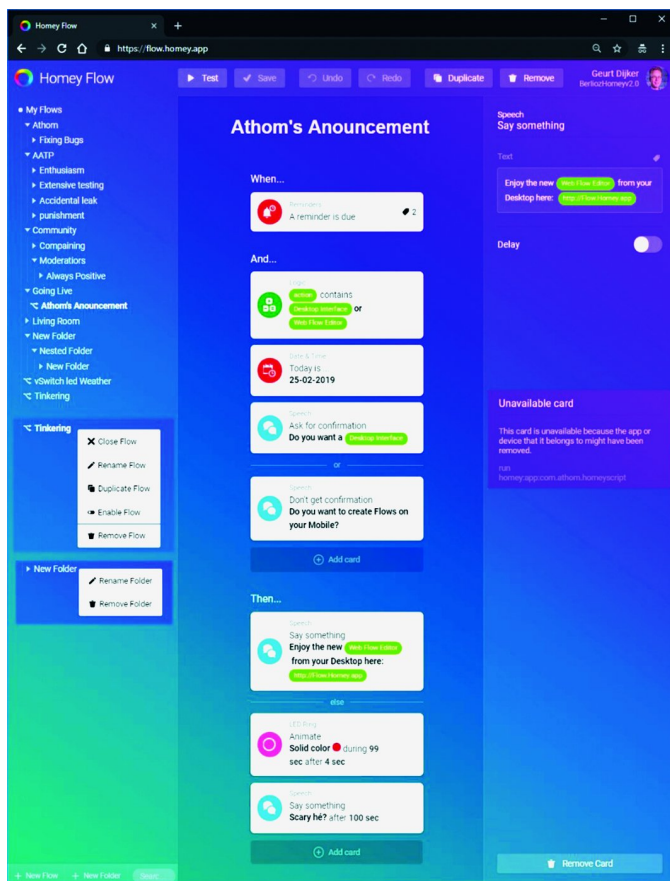 Homey Flow
https://flow.homey.app
Homey Flow
Test
Save
Undo
Redo
Duplicate
Remove
Geurt Dijker
BerliozHomeyv2.0
My Flows
Athom
Fixing Bugs
AATP
Enthusiasm
Extensive testing
Accidental leak
punishment
Community
Compaining
Moderatiors
Always Positive
Going Live
Athom's Anouncement
Living Room
New Folder
Nested Folder
New Folder
vSwitch led Weather
Tinkering
Tinkering
Close Flow
Rename Flow
Duplicate Flow
Enable Flow
Remove Flow
New Folder
Rename Folder
Remove Folder
+ New Flow + New Folder
Athom's Anouncement
When...
A reminder is due
2
And...
Logic
contains
Desktop Interface or
Web Flow Editor
Date & Time
Today is ...
25-02-2019
Speech
Ask for confirmation
Do you want a Desktop Interface
or
Speech
Don't get confirmation
Do you want to create Flows on
your Mobile?
Add card
Then...
Speech
Say something
Enjoy the new Web Flow Editor
from your Desktop here:
http://Flow.Homey.app
else
LED Ring
Animate
Solid color during 99
sec after 4 sec
Speech
Say something
Scary hé? after 100 sec
Add card
Speech
Say something
Text
Enjoy the new Web Flow Editor from your
Desktop here: http://Flow.Homey.app
Delay
Unavailable card
This card is unavailable because the app or
device that it belongs to might have been
removed.
run
homey:app:com.athom.homeyscript
Remove Card